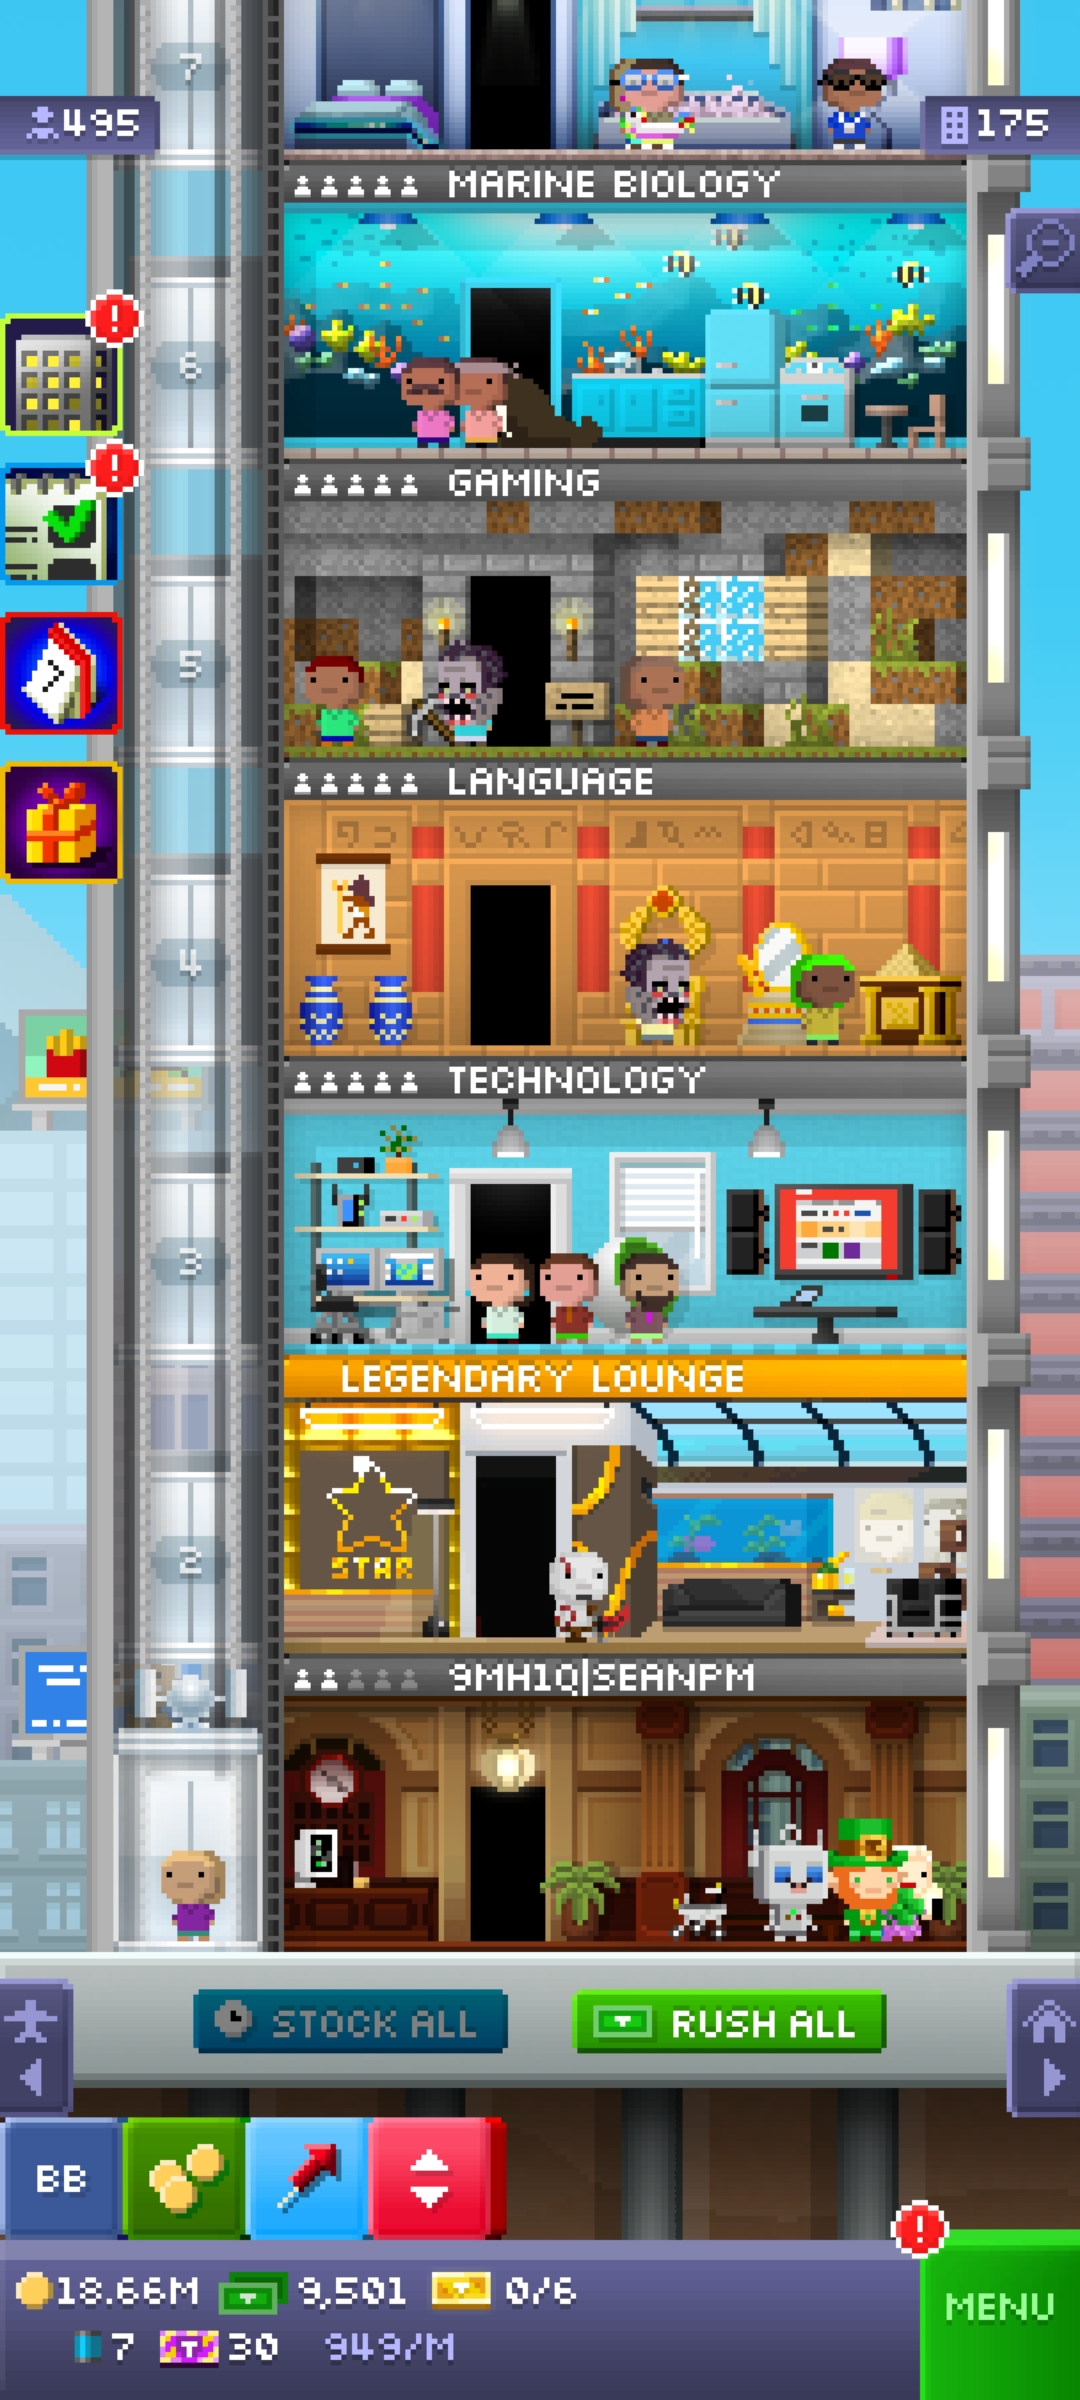 7
495
175
MARINE BIOLOGY
6
GAMING
5
LANGUAGE
4
TECHNOLOGY
3
LEGENDARY LOUNGE
STAR
2
9MH1Q|SEANPM
STOCK ALL
RUSH ALL
BB
18.66M 9,501 0/6
7 30 949/M
MENU